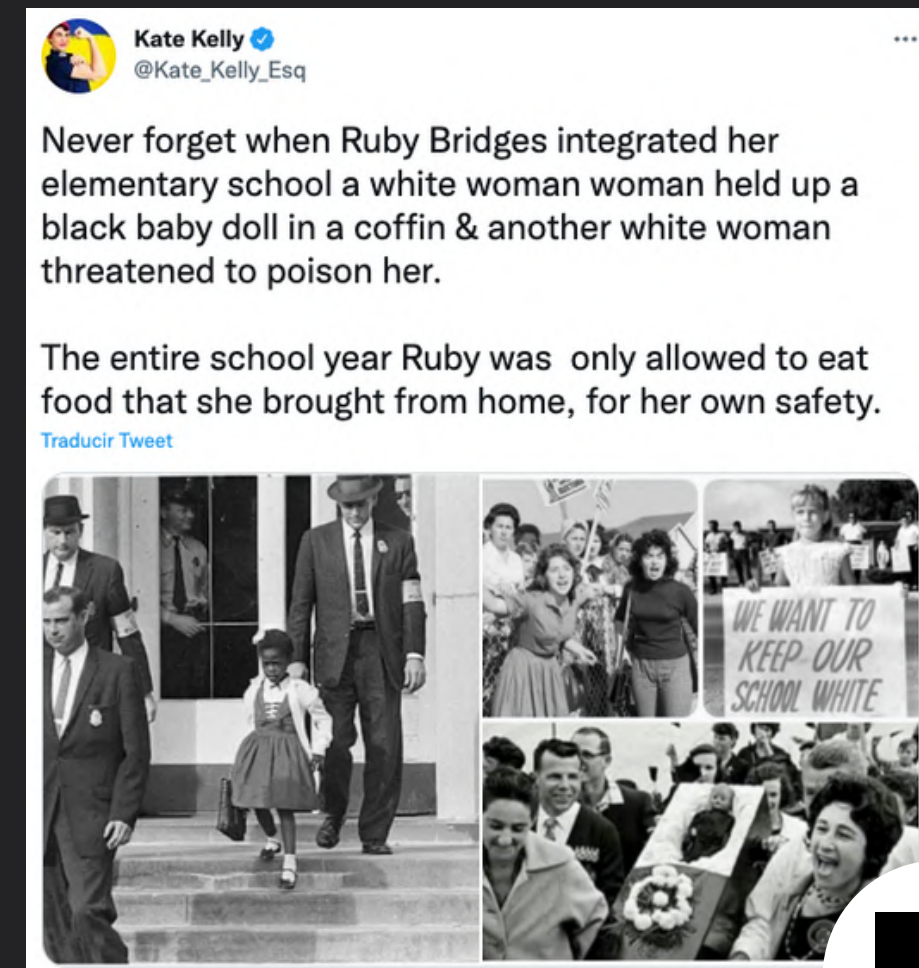 Kate Kelly
@Kate_Kelly_Esq
Never forget when Ruby Bridges integrated her
elementary school a white woman woman held up a
black baby doll in a coffin & another white woman
threatened to poison her.
The entire school year Ruby was  only allowed to eat
food that she brought from home, for her own safety.
Traducir Tweet
WE WANT TO
KEEP OUR
SCHOOL WHITE